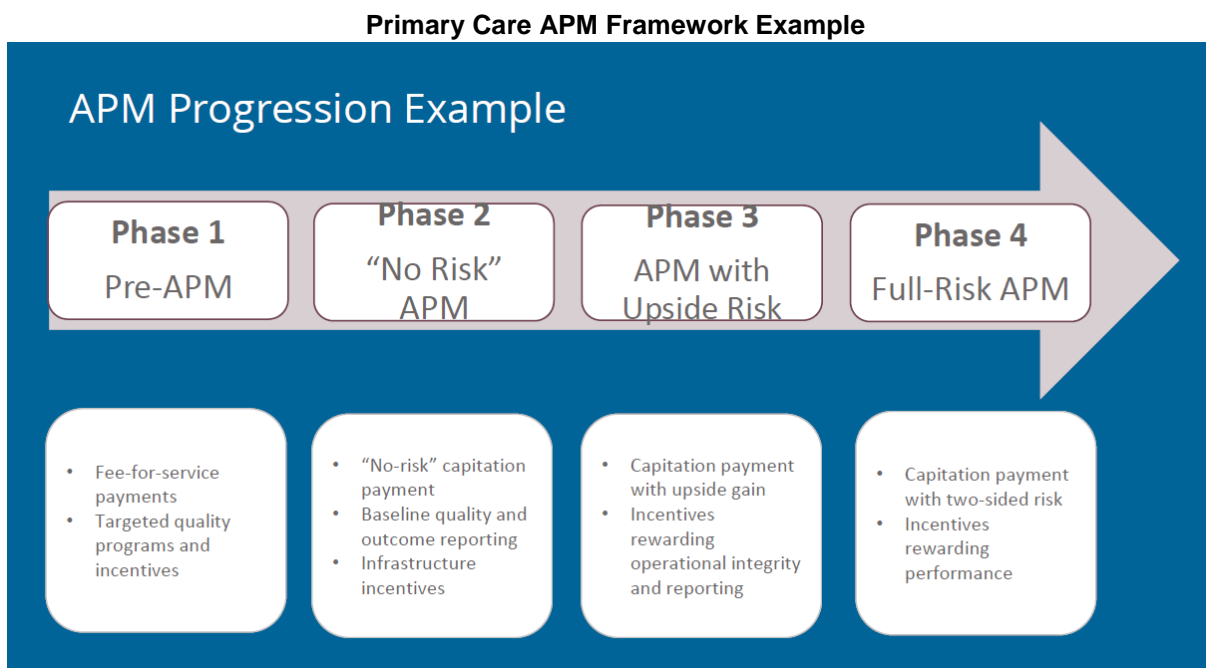 Primary Care APM Framework Example
APM Progression Example
Phase 1
Pre-APM
Phase 2
“No Risk”
APM
Phase 3
APM with
Upside Risk
Phase 4
Full-Risk APM
• Fee-for-service
payments
• Targeted quality
programs and
incentives
• “No-risk” capitation
payment
• Baseline quality and
outcome reporting
• Infrastructure
incentives
• Capitation payment
with upside gain
• Incentives
rewarding
operational integrity
and reporting
• Capitation payment
with two-sided risk
• Incentives
rewarding
performance